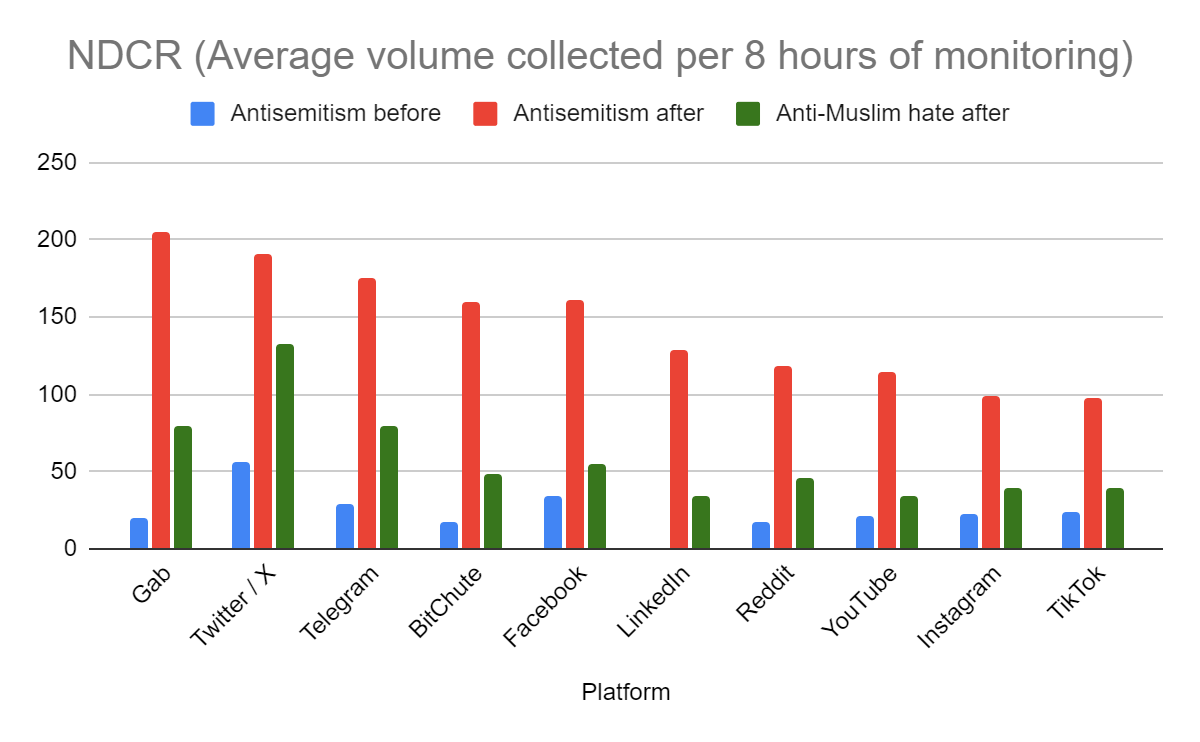 NDCR (Average volume collected per 8 hours of monitoring)
Antisemitism before Antisemitism after Anti-Muslim hate after
250
200
150
100
50
0
Gab Twitter / X Telegram BitChute Facebook LinkedIn Reddit YouTube Instagram TikTok
Platform